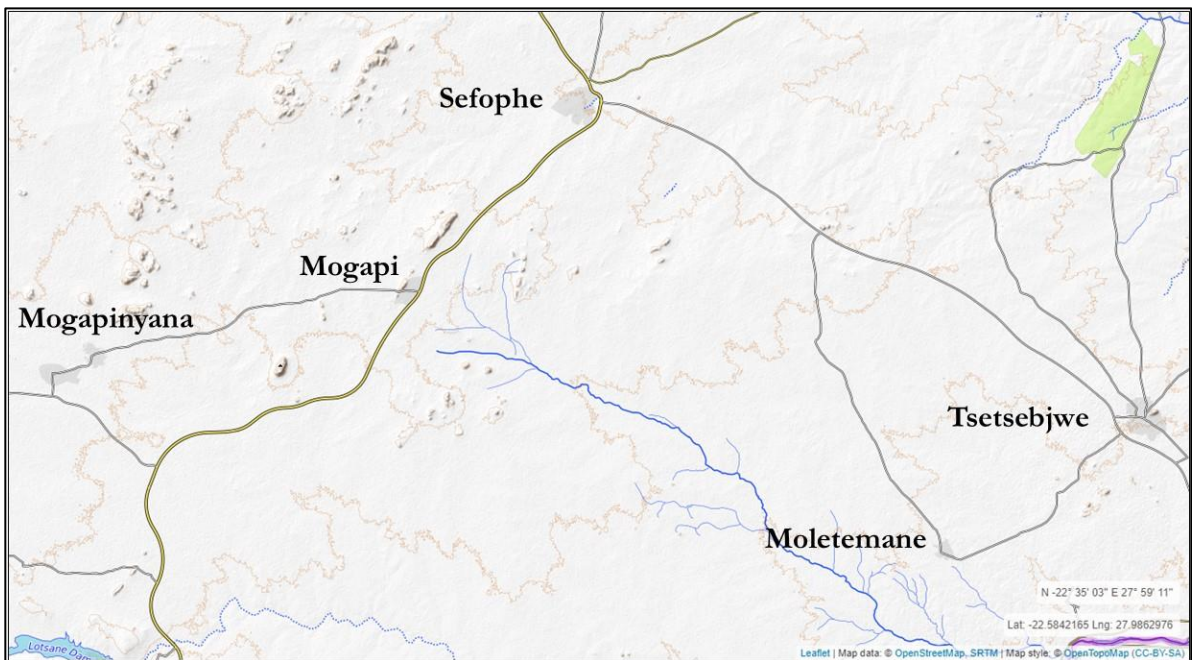 Sefophe
Mogapi
Mogapinyana
Tsetsebjwe
Moletemane
N -22° 35' 03" E 27° 59' 11"
Lat: -22.5842165 Lng: 27.9862976
Lotsane Dam
Leaflet | Map data: © OpenStreetMap, SRTM | Map style: © OpenTopoMap (CC-BY-SA)